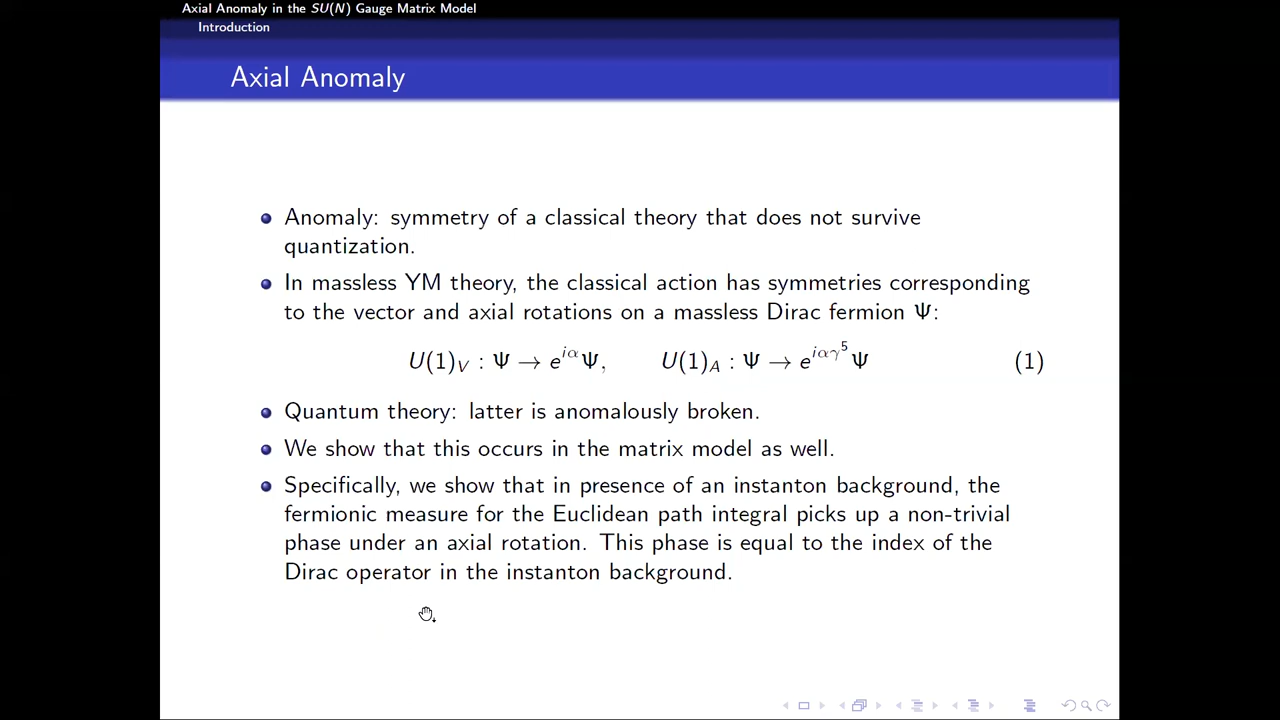 Axial Anomaly in the SU(N) Gauge Matrix Model
Introduction
Axial Anomaly
Anomaly: symmetry of a classical theory that does not survive
quantization.
In massless YM theory, the classical action has symmetries corresponding
to the vector and axial rotations on a massless Dirac fermion Ψ:
U(1)_V : Ψ → e^{iα}Ψ, U(1)_A : Ψ → e^{iαγ^5}Ψ (1)
Quantum theory: latter is anomalously broken.
We show that this occurs in the matrix model as well.
Specifically, we show that in presence of an instanton background, the
fermionic measure for the Euclidean path integral picks up a non-trivial
phase under an axial rotation. This phase is equal to the index of the
Dirac operator in the instanton background.